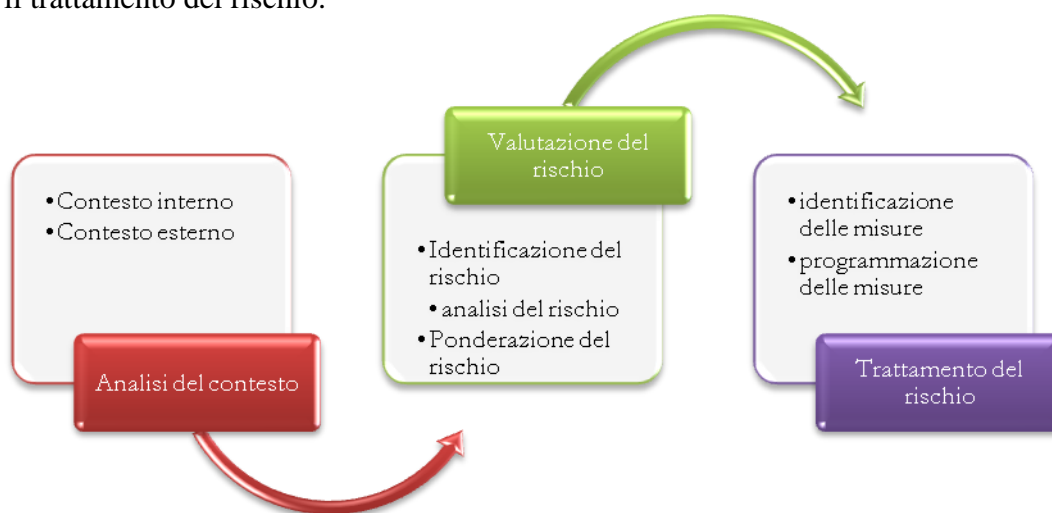 il trattamento del rischio.
• Contesto interno
• Contesto esterno
Analisi del contesto
Valutazione del
rischio
• Identificazione del
rischio
• analisi del rischio
• Ponderazione del
rischio
• identificazione
delle misure
• programmazione
delle misure
Trattamento del
rischio